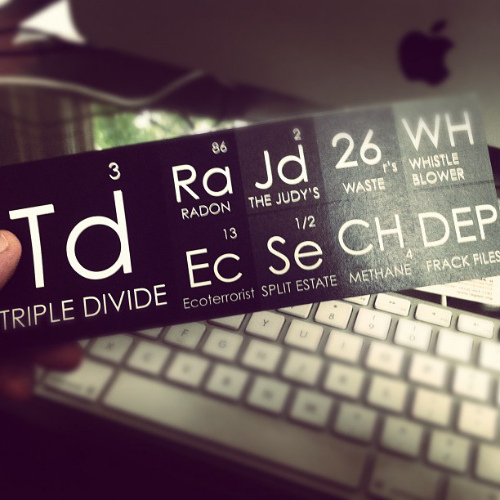 3
Td
TRIPLE DIVIDE
86
Ra
RADON
2
Jd
THE JUDY'S
26
r's
WASTE
WH
WHISTLE
BLOWER
13
Ec
Ecoterrorist
1/2
Se
SPLIT ESTATE
CH
4
METHANE
DEP
FRACK FILES